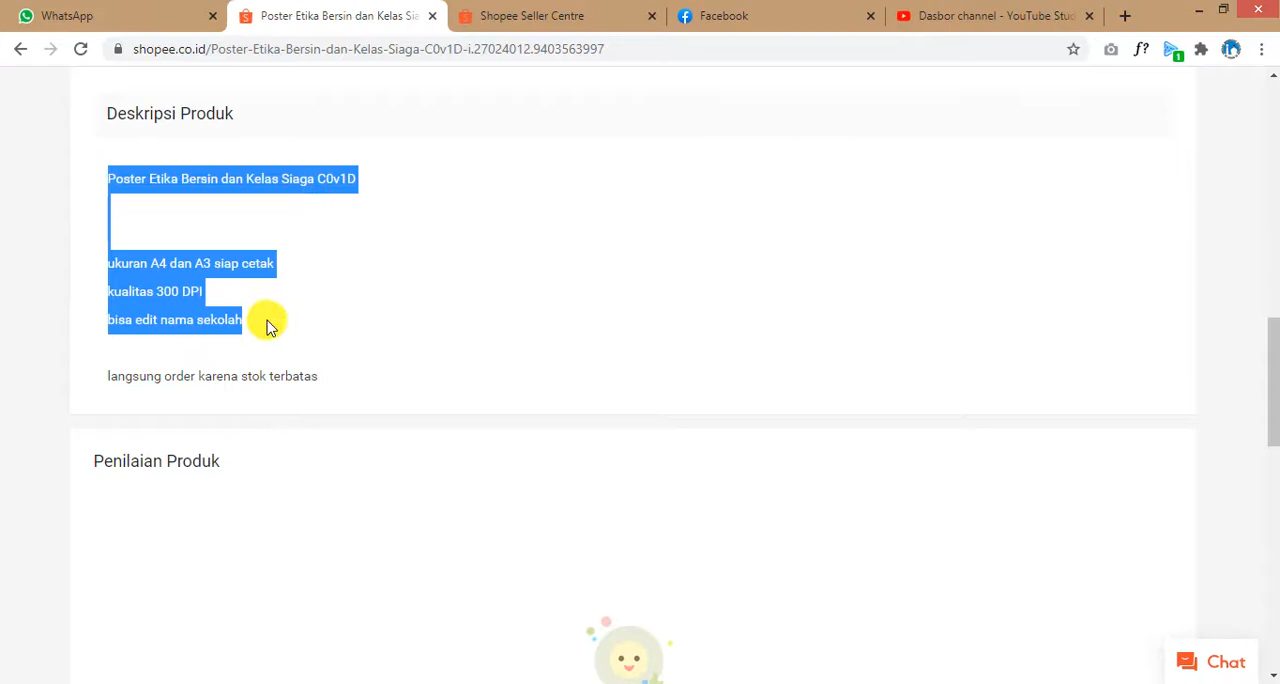 WhatsApp
Poster Etika Bersin dan Kelas Sia
Shopee Seller Centre
Facebook
Dasbor channel - YouTube Stud
shopee.co.id/Poster-Etika-Bersin-dan-Kelas-Siaga-C0v1D-i.27024012.9403563997
f?
1
Deskripsi Produk
Poster Etika Bersin dan Kelas Siaga C0v1D
ukuran A4 dan A3 siap cetak
kualitas 300 DPI
bisa edit nama sekolah
langsung order karena stok terbatas
Penilaian Produk
Chat